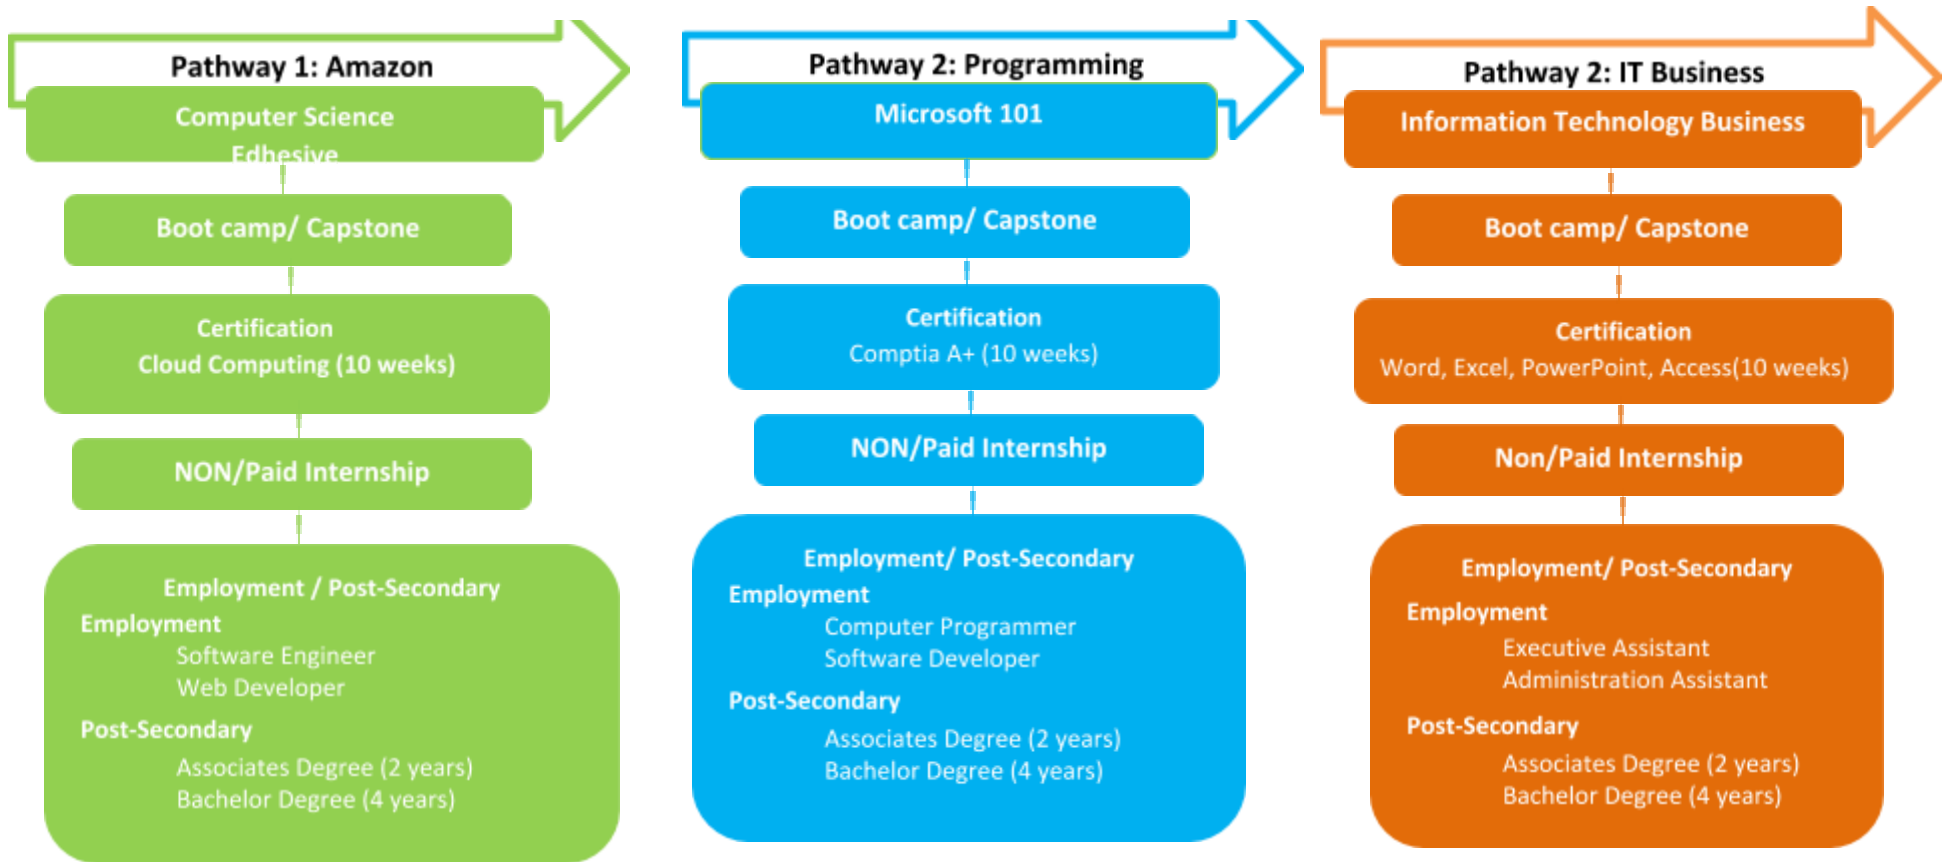 Pathway 1: Amazon
Computer Science
Edhesive
Boot camp/ Capstone
Certification
Cloud Computing (10 weeks)
NON/Paid Internship
Employment / Post-Secondary
Employment
Software Engineer
Web Developer
Post-Secondary
Associates Degree (2 years)
Bachelor Degree (4 years)
Pathway 2: Programming
Microsoft 101
Boot camp/ Capstone
Certification
Comptia A+ (10 weeks)
NON/Paid Internship
Employment/ Post-Secondary
Employment
Computer Programmer
Software Developer
Post-Secondary
Associates Degree (2 years)
Bachelor Degree (4 years)
Pathway 2: IT Business
Information Technology Business
Boot camp/ Capstone
Certification
Word, Excel, PowerPoint, Access(10 weeks)
Non/Paid Internship
Employment/ Post-Secondary
Employment
Executive Assistant
Administration Assistant
Post-Secondary
Associates Degree (2 years)
Bachelor Degree (4 years)